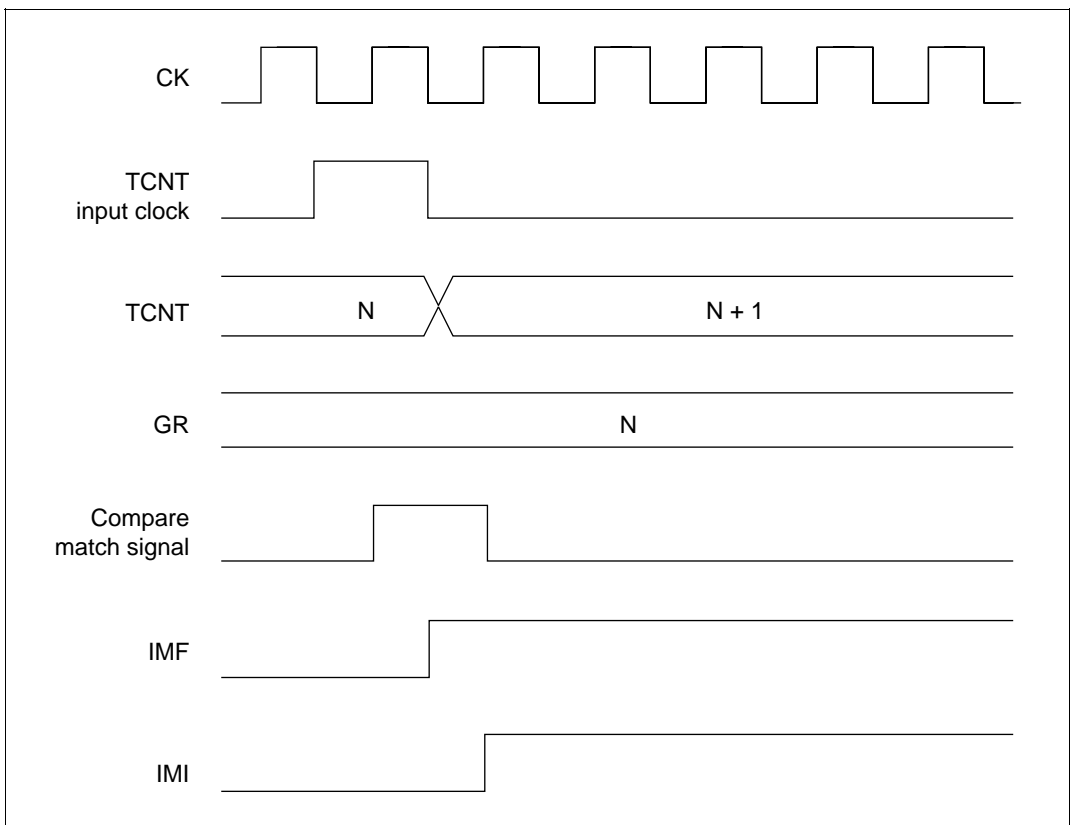 CK
TCNT
input clock
TCNT
N
N + 1
GR
N
Compare
match signal
IMF
IMI